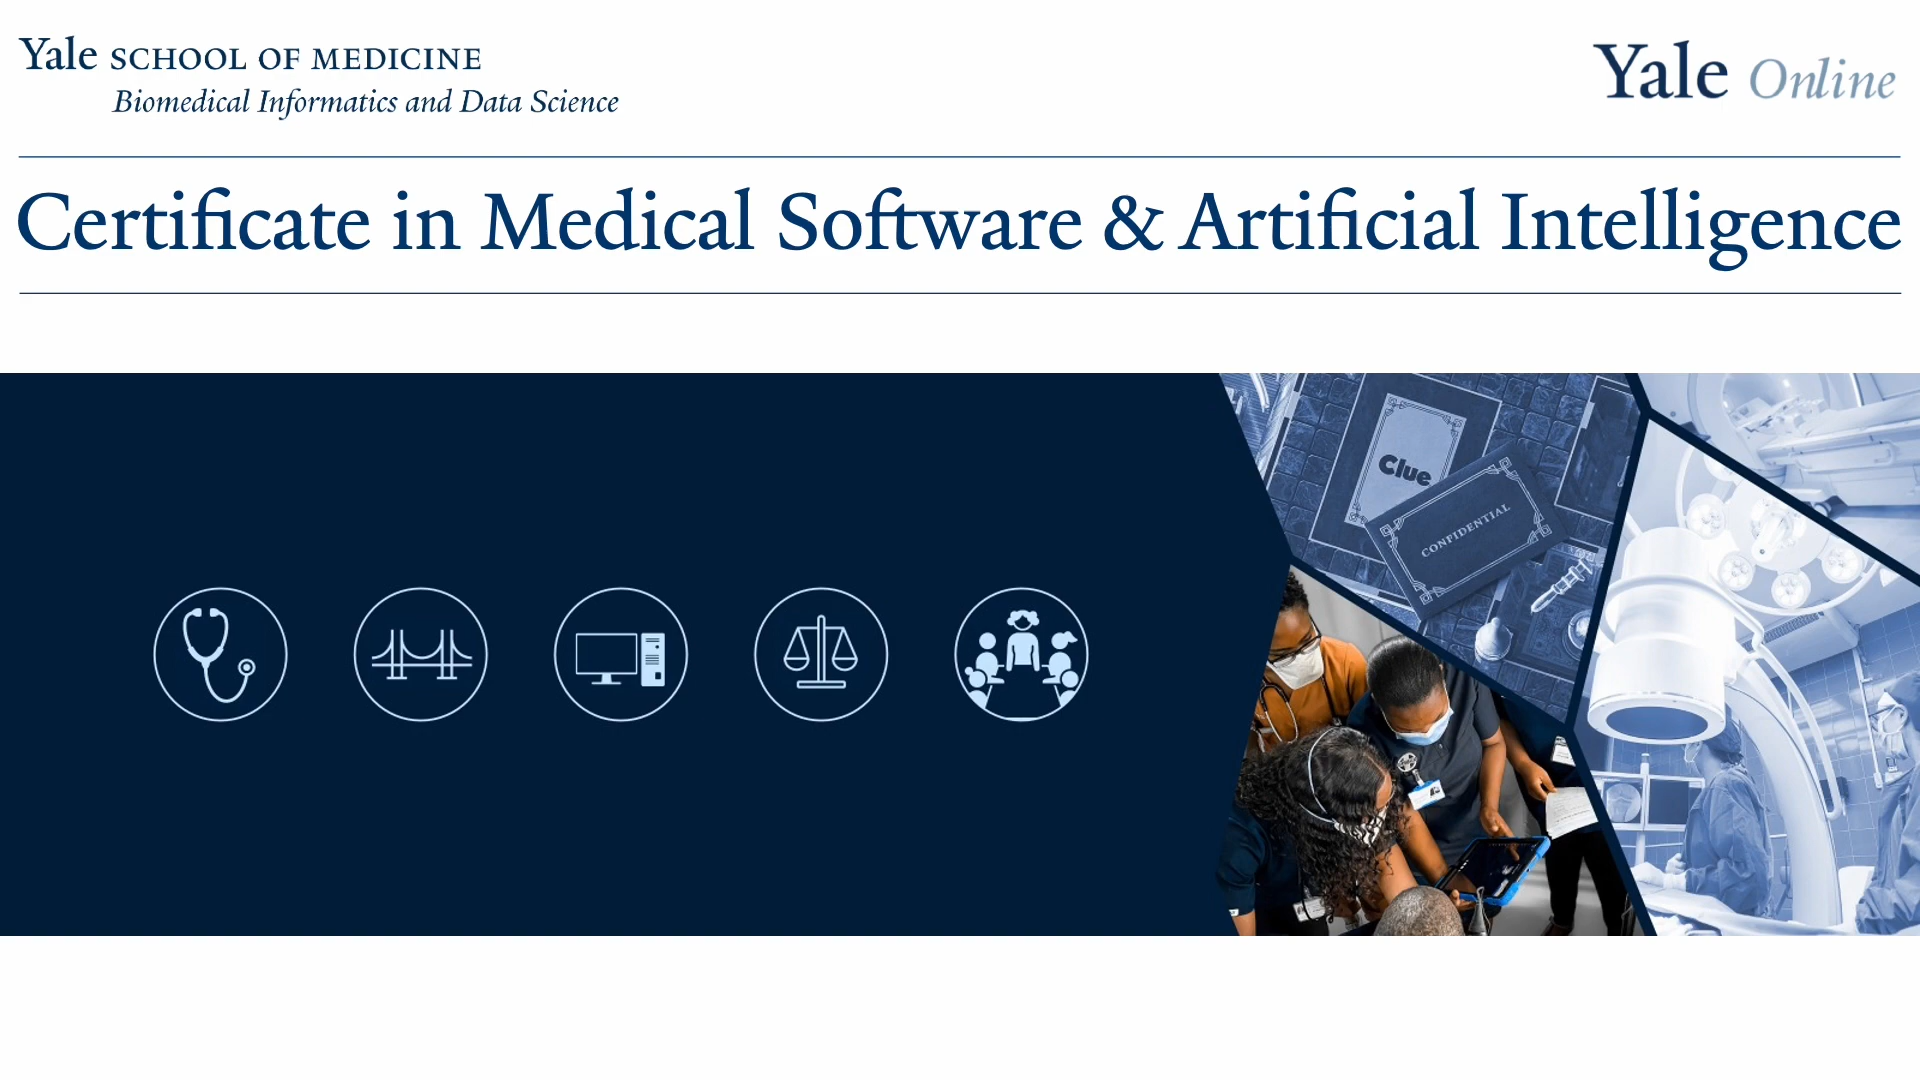 Yale SCHOOL OF MEDICINE
Biomedical Informatics and Data Science
Yale Online
Certificate in Medical Software & Artificial Intelligence
Clue
CONFIDENTIAL